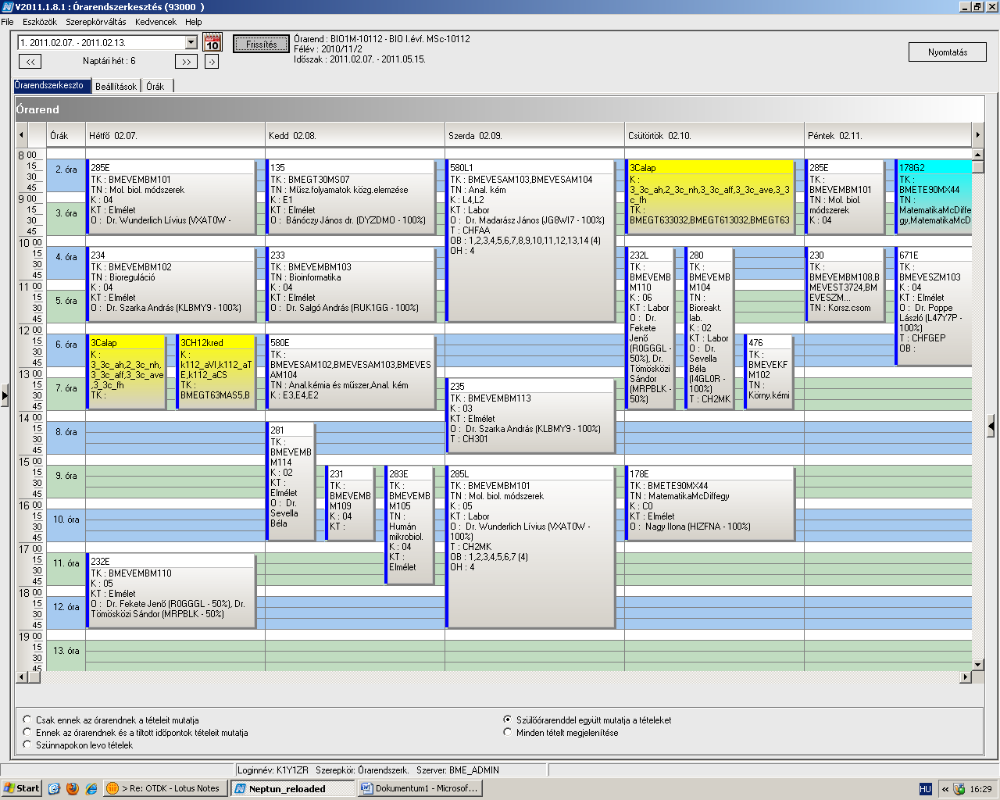 V2011.1.8.1 : Órarendszerkesztés (93000  )
File Eszközök Szerepkörváltás Kedvencek Help
1. 2011.02.07. - 2011.02.13.
10
Frissítés
Órarend : BIO1M-10112 - BIO I.évf. MSc-10112
Félév : 2010/11/2
Időszak : 2011.02.07. - 2011.05.15.
Nyomtatás
<< Naptári hét : 6 >> ->
Órarendszerkeszto Beállítások Órák
Órarend
Órák Hétfő 02.07. Kedd 02.08. Szerda 02.09. Csütörtök 02.10. Péntek 02.11.
8 00
15
30
45
9 00
15
30
45
10 00
15
30
45
11 00
15
30
45
12 00
15
30
45
13 00
15
30
45
14 00
15
30
45
15 00
15
30
45
16 00
15
30
45
17 00
15
30
45
18 00
15
30
45
19 00
15
30
45
2. óra
3. óra
4. óra
5. óra
6. óra
7. óra
8. óra
9. óra
10. óra
11. óra
12. óra
13. óra
285E
TK : BMEVEMBM101
TN : Mol. biol. módszerek
K : 04
KT : Elmélet
O : Dr. Wunderlich Lívius (VXAT0W -
234
TK : BMEVEMBM102
TN : Bioreguláció
K : 04
KT : Elmélet
O : Dr. Szarka András (KLBMY9 - 100%)
3Calap
K :
3_3c_ah,2_3c_nh,
3_3c_aff,3_3c_ave
,3_3c_fh
TK :
3CH12kred
K :
k112_aVI,k112_aT
E,k112_aCS
TK :
BMEGT63MAS5,B
232E
TK : BMEVEMBM110
K : 05
KT : Elmélet
O : Dr. Fekete Jenő (R0GGGL - 50%), Dr.
Tömösközi Sándor (MRPBLK - 50%)
135
TK : BMEGT30MS07
TN : Műsz.folyamatok közg.elemzése
K : E1
KT : Elmélet
O : Bánóczy János dr. (DYZDMO - 100%)
233
TK : BMEVEMBM103
TN : Bioinformatika
K : 04
KT : Elmélet
O : Dr. Salgó András (RUK1GG - 100%)
580E
TK :
BMEVESAM102,BMEVESAM103,BMEVES
AM104
TN : Anal.kémia és műszer,Anal. kém
K : E3,E4,E2
281
TK :
BMEVEMB
M114
K : 02
KT :
Elmélet
O : Dr.
Sevella
Béla
231
TK :
BMEVEMB
M109
K : 04
KT :
283E
TK :
BMEVEMB
M105
TN :
Humán
mikrobiol.
K : 04
KT :
Elmélet
580L1
TK : BMEVESAM103,BMEVESAM104
TN : Anal. kém
K : L4,L2
KT : Labor
O : Dr. Madarász János (JG8WI7 - 100%)
T : CHFAA
OB : 1,2,3,4,5,6,7,8,9,10,11,12,13,14 (4)
OH : 4
235
TK : BMEVEMBM113
K : 03
KT : Elmélet
O : Dr. Szarka András (KLBMY9 - 100%)
T : CH301
285L
TK : BMEVEMBM101
TN : Mol. biol. módszerek
K : 05
KT : Labor
O : Dr. Wunderlich Lívius (VXAT0W -
100%)
T : CH2MK
OB : 1,2,3,4,5,6,7 (4)
OH : 4
3Calap
K :
3_3c_ah,2_3c_nh,3_3c_aff,3_3c_ave,3_3
c_fh
TK :
BMEGT633032,BMEGT613032,BMEGT63
232L
TK :
BMEVEMB
M110
K : 06
KT : Labor
O : Dr.
Fekete
Jenő
(R0GGGL -
50%), Dr.
Tömösközi
Sándor
(MRPBLK -
50%)
280
TK :
BMEVEMB
M104
TN :
Bioreakt.
lab.
K : 02
KT : Labor
O : Dr.
Sevella
Béla
(I4GL0R -
100%)
T : CH2MK
476
TK :
BMEVEKF
M102
TN :
Körny.kémi
178E
TK : BMETE90MX44
TN : MatematikaMcDiffegy
K : C0
KT : Elmélet
O : Nagy Ilona (HIZFNA - 100%)
285E
TK :
BMEVEMBM101
TN : Mol. biol.
módszerek
K : 04
178G2
TK :
BMETE90MX44
TN :
MatematikaMcDiffe
gy,MatematikaMcD
230
TK :
BMEVEMBM108,B
MEVEST3724,BM
EVESZM...
TN : Korsz.csom
671E
TK :
BMEVESZM103
K : 04
KT : Elmélet
O : Dr. Poppe
László (L47Y7P -
100%)
T : CHFGEP
OB :
Csak ennek az órarendnek a tételeit mutatja
Ennek az órarendnek és a tiltott időpontok tételeit mutatja
Szünnapokon levo tételek
Szülőórarenddel együtt mutatja a tételeket
Minden tételt megjelenítése
Loginnév: K1Y1ZR Szerepkör: Órarendszerk. Szerver: BME_ADMIN
Start > Re: OTDK - Lotus Notes Neptun_reloaded Dokumentum1 - Microsof... HU « 16:29